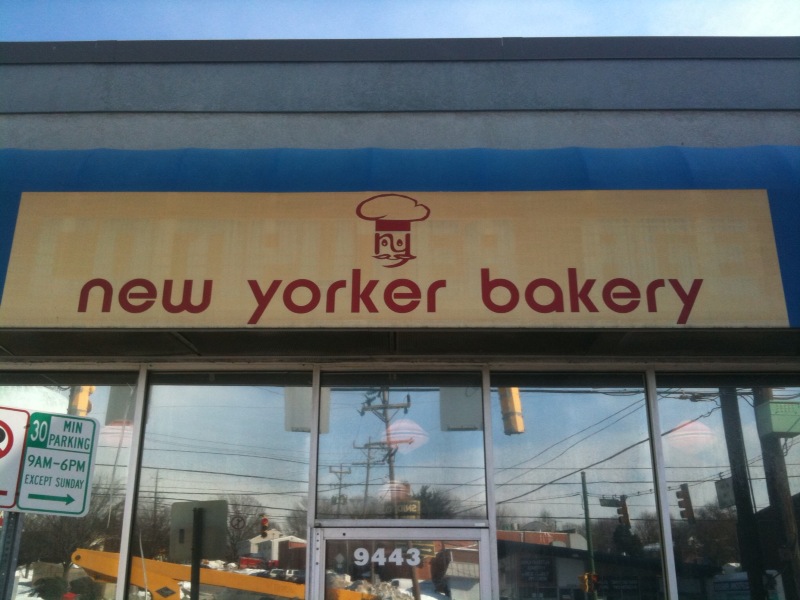 ny
new yorker bakery
30 MIN
PARKING
9AM-6PM
EXCEPT SUNDAY
9443